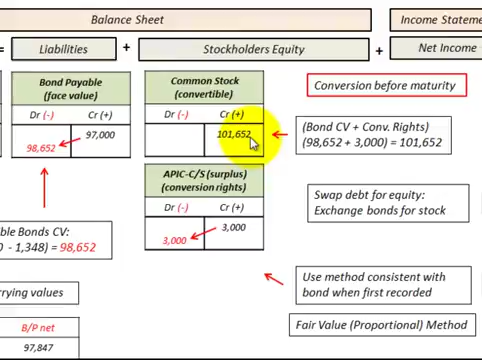 Balance Sheet
Income Stateme
=
Liabilities
+
Stockholders Equity
+
Net Income
Bond Payable
(face value)
Dr (-) Cr (+)
97,000
98,652
Common Stock
(convertible)
Dr (-) Cr (+)
101,652
Conversion before maturity
(Bond CV + Conv. Rights)
(98,652 + 3,000) = 101,652
APIC-C/S (surplus)
(conversion rights)
Dr (-) Cr (+)
3,000
3,000
Swap debt for equity:
Exchange bonds for stock
ble Bonds CV:
0 - 1,348) = 98,652
Use method consistent with
bond when first recorded
rrying values
Fair Value (Proportional) Method
B/P net
97,847